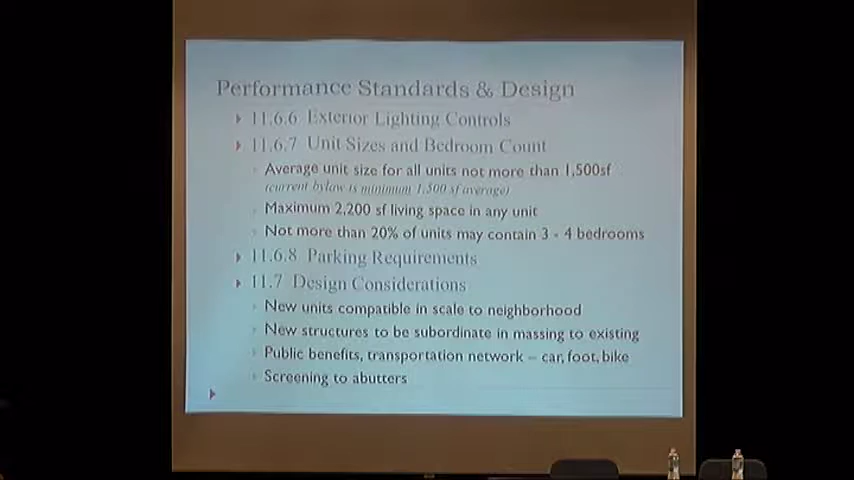 Performance Standards & Design
11.6.6 Exterior Lighting Controls
11.6.7 Unit Sizes and Bedroom Count
Average unit size for all units not more than 1,500sf
(current bylaw is minimum 1,500 sf average)
Maximum 2,200 sf living space in any unit
Not more than 20% of units may contain 3 - 4 bedrooms
11.6.8 Parking Requirements
11.7 Design Considerations
New units compatible in scale to neighborhood
New structures to be subordinate in massing to existing
Public benefits, transportation network – car, foot, bike
Screening to abutters